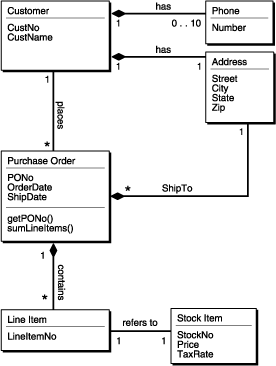 Customer
CustNo
CustName
has
1
0 . . 10
Phone
Number
has
1
1
Address
Street
City
State
Zip
1
places
*
1
Purchase Order
PONo
OrderDate
ShipDate
getPONo()
sumLineItems()
*
ShipTo
1
contains
*
Line Item
LineItemNo
refers to
1
1
Stock Item
StockNo
Price
TaxRate